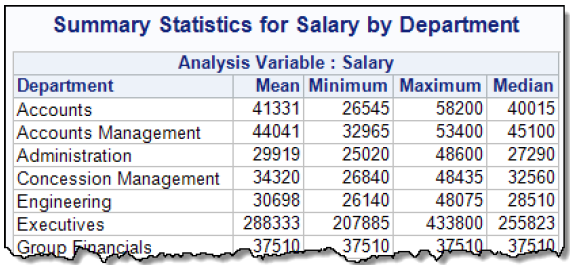 Summary Statistics for Salary by Department
Analysis Variable : Salary
Department Mean Minimum Maximum Median
Accounts 41331 26545 58200 40015
Accounts Management 44041 32965 53400 45100
Administration 29919 25020 48600 27290
Concession Management 34320 26840 48435 32560
Engineering 30698 26140 48075 28510
Executives 288333 207885 433800 255823
Group Financials 37510 37510 37510 37510